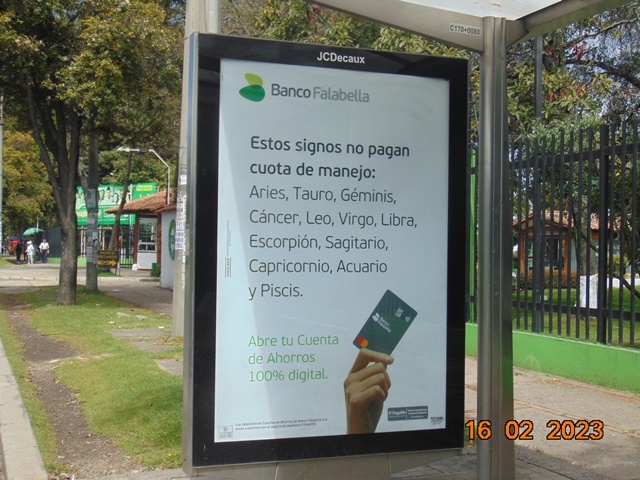 C170+0080
JCDecaux
Banco Falabella
Estos signos no pagan
cuota de manejo:
Aries, Tauro, Géminis,
Cáncer, Leo, Virgo, Libra,
Escorpión, Sagitario,
Capricornio, Acuario
y Piscis.
Abre tu Cuenta
de Ahorros
100% digital.
16 02 2023